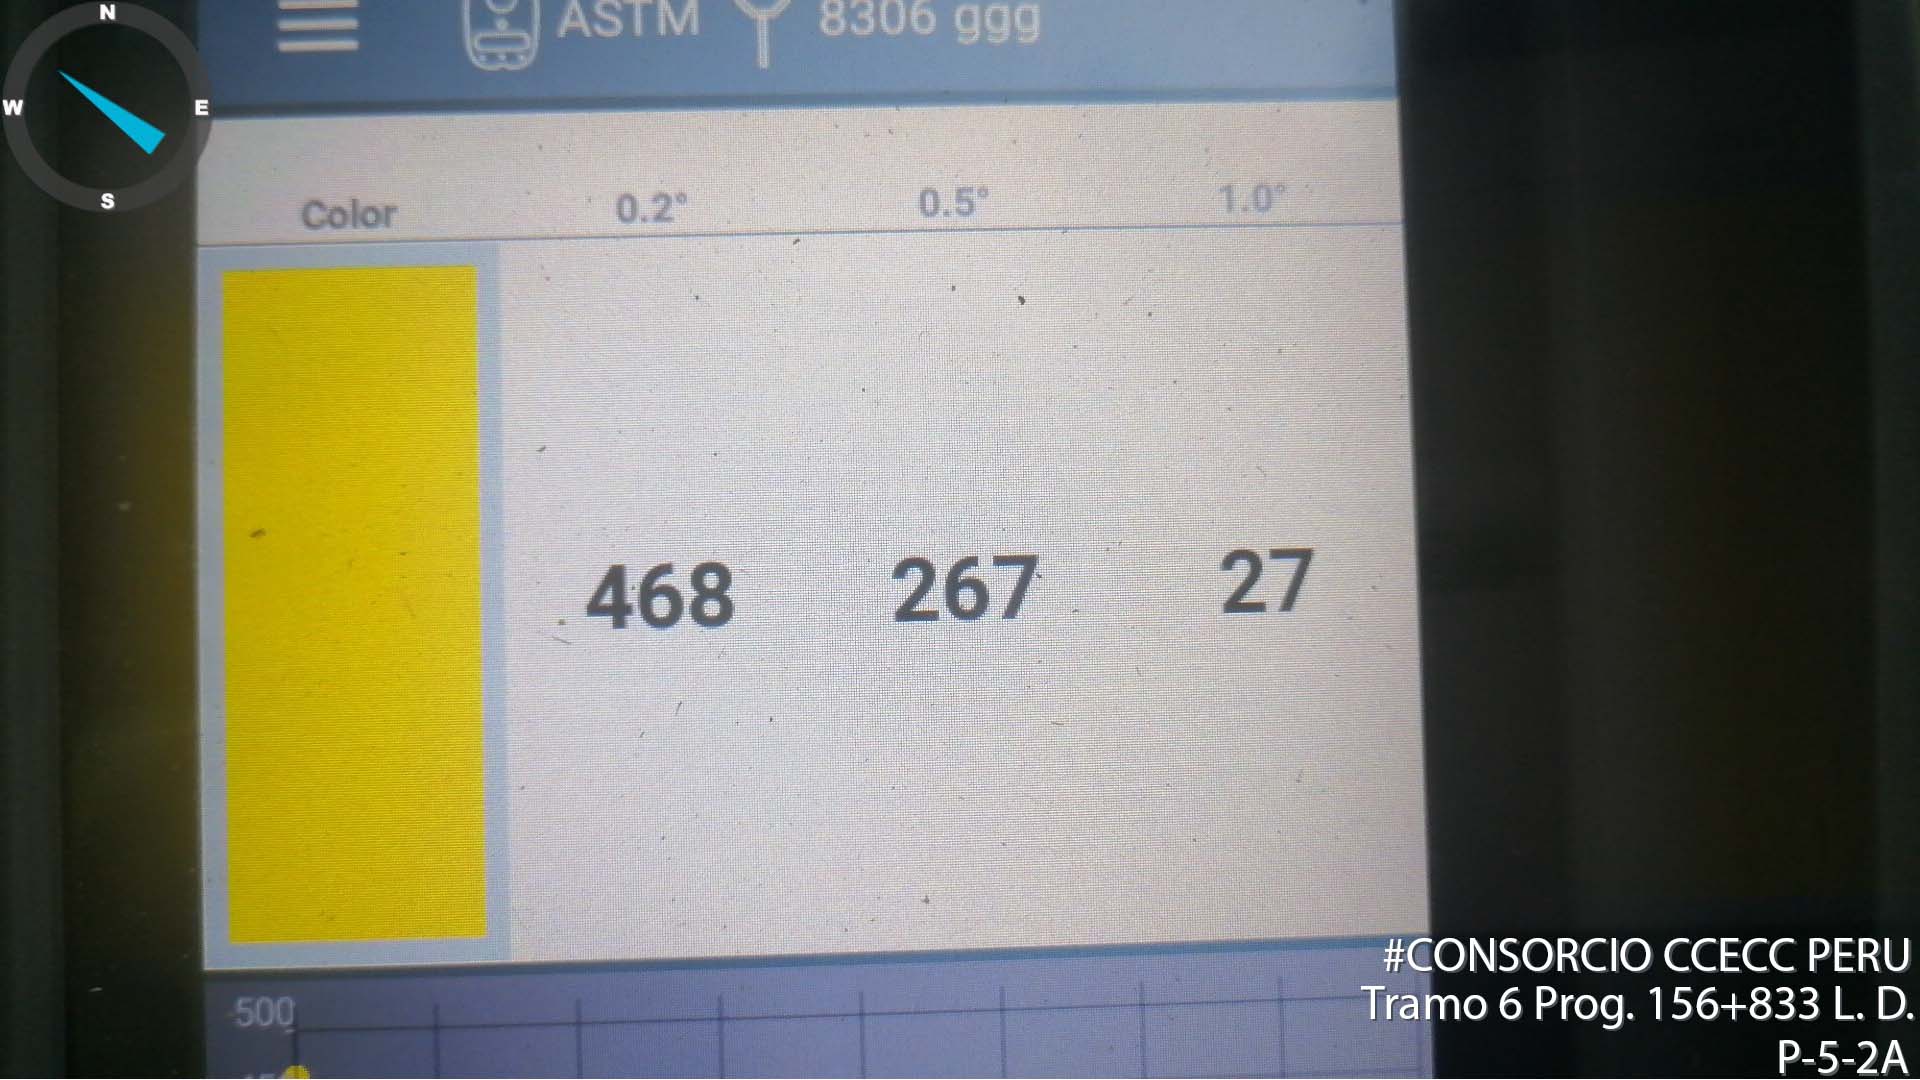 N
W E
S
ASTM 8306 ggg
Color 0.2° 0.5° 1.0°
468 267 27
500
#CONSORCIO CCECC PERU
Tramo 6 Prog. 156+833 L. D.
P-5-2A